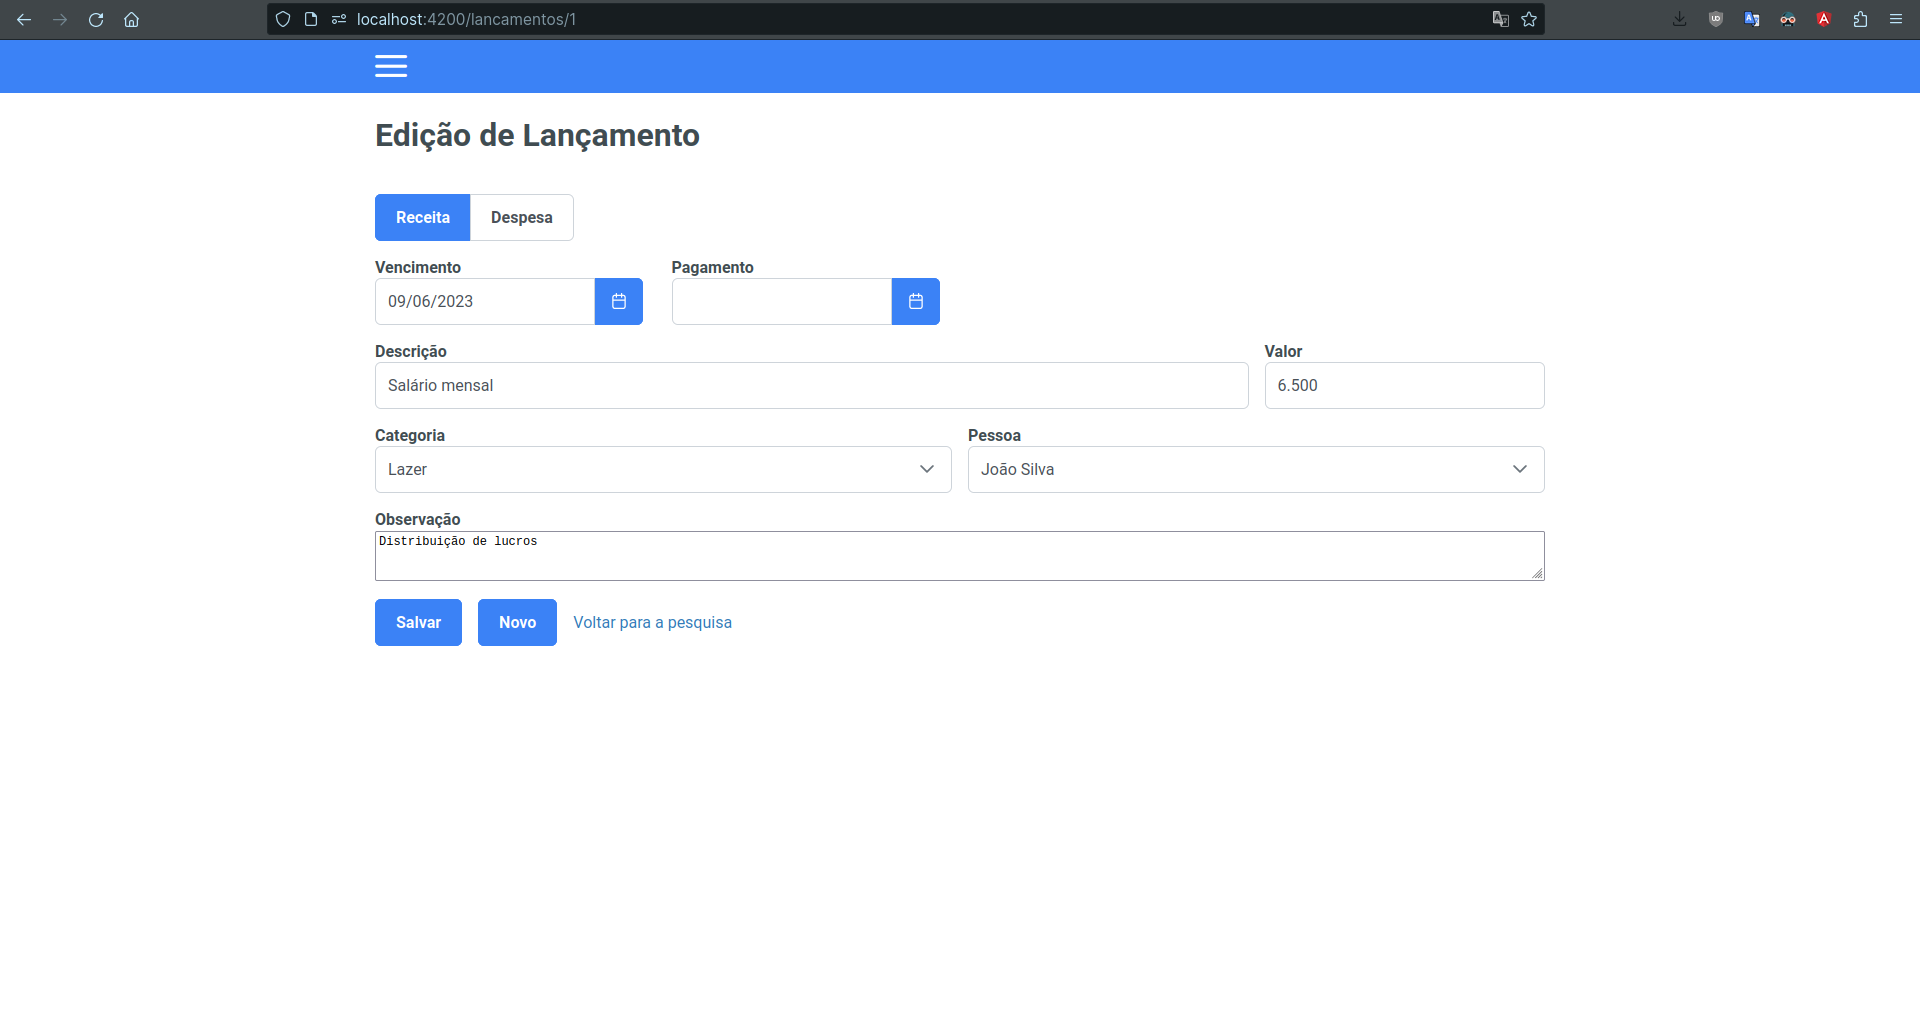 localhost:4200/lancamentos/1
Edição de Lançamento
Receita Despesa
Vencimento Pagamento
09/06/2023
Descrição Valor
Salário mensal 6.500
Categoria Pessoa
Lazer João Silva
Observação
Distribuição de lucros
Salvar Novo Voltar para a pesquisa